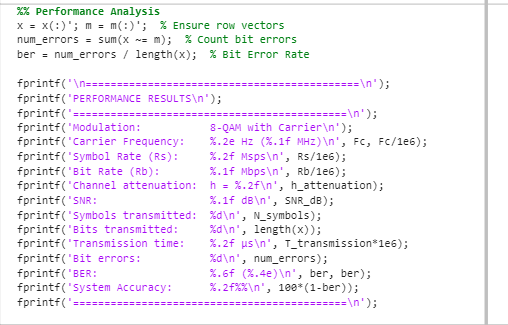 %% Performance Analysis
x = x(:)'; m = m(:)';  % Ensure row vectors
num_errors = sum(x ~= m);  % Count bit errors
ber = num_errors / length(x);  % Bit Error Rate
fprintf('\n========================================\n');
fprintf('PERFORMANCE RESULTS\n');
fprintf('========================================\n');
fprintf('Modulation:           8-QAM with Carrier\n');
fprintf('Carrier Frequency:    %.2e Hz (%.1f MHz)\n', Fc, Fc/1e6);
fprintf('Symbol Rate (Rs):     %.2f Msps\n', Rs/1e6);
fprintf('Bit Rate (Rb):        %.1f Mbps\n', Rb/1e6);
fprintf('Channel attenuation:  h = %.2f\n', h_attenuation);
fprintf('SNR:                  %.1f dB\n', SNR_dB);
fprintf('Symbols transmitted:  %d\n', N_symbols);
fprintf('Bits transmitted:     %d\n', length(x));
fprintf('Transmission time:    %.2f μs\n', T_transmission*1e6);
fprintf('Bit errors:           %d\n', num_errors);
fprintf('BER:                  %.6f (%.4e)\n', ber, ber);
fprintf('System Accuracy:      %.2f%%\n', 100*(1-ber));
fprintf('========================================\n');